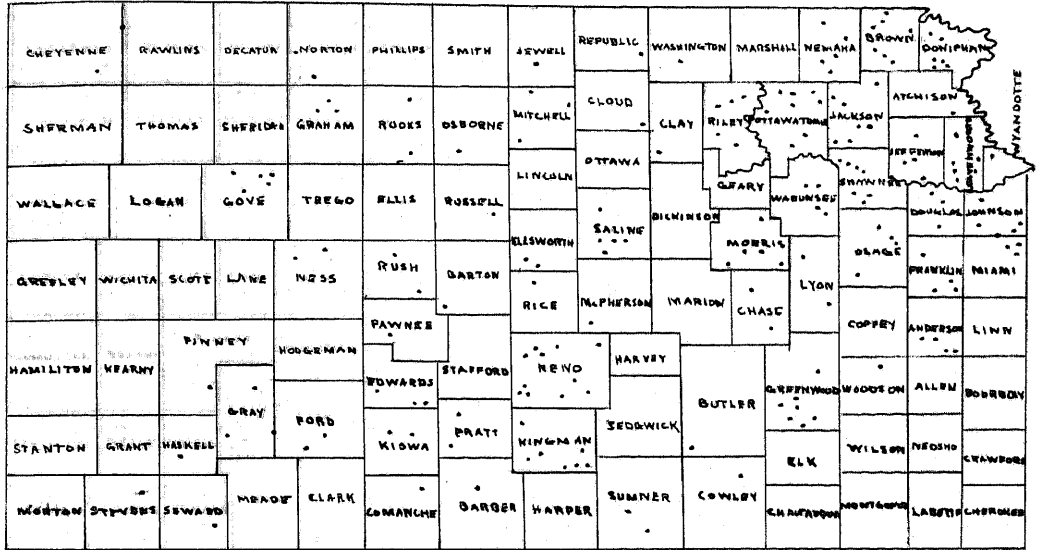 CHEYENNE RAWLINS DECATUR NORTON PHILLIPS SMITH JEWELL REPUBLIC WASHINGTON MARSHALL NEMAHA BROWN DONIPHAN
SHERMAN THOMAS SHERIDAN GRAHAM ROOKS OSBORNE MITCHELL CLOUD CLAY RILEY POTTAWATOMIE JACKSON ATCHISON WYANDOTTE
OTTAWA JEFFERSON LEAVENWORTH
WALLACE LOGAN GOVE TREGO ELLIS RUSSELL LINCOLN GEARY WABUNSEE SHAWNEE
SALINE DICKINSON DOUGLAS JOHNSON
ELLSWORTH MORRIS OSAGE
GREELEY WICHITA SCOTT LANE NESS RUSH BARTON RICE MCPHERSON MARION CHASE LYON FRANKLIN MIAMI
PAWNEE COFFEY ANDERSON LINN
HAMILITON KEARNY FINNEY HODGEMAN EDWARDS STAFFORD RENO HARVEY GREENWOOD WOODSON ALLEN BOURBON
GRAY FORD BUTLER
STANTON GRANT HASKELL KIOWA PRATT KINGMAN SEDGWICK ELK WILSON NEOSHO CRAWFORD
MORTON STEVENS SEWARD MEADE CLARK COMANCHE BARBER HARPER SUMNER COWLEY LABETTE CHEROKEE